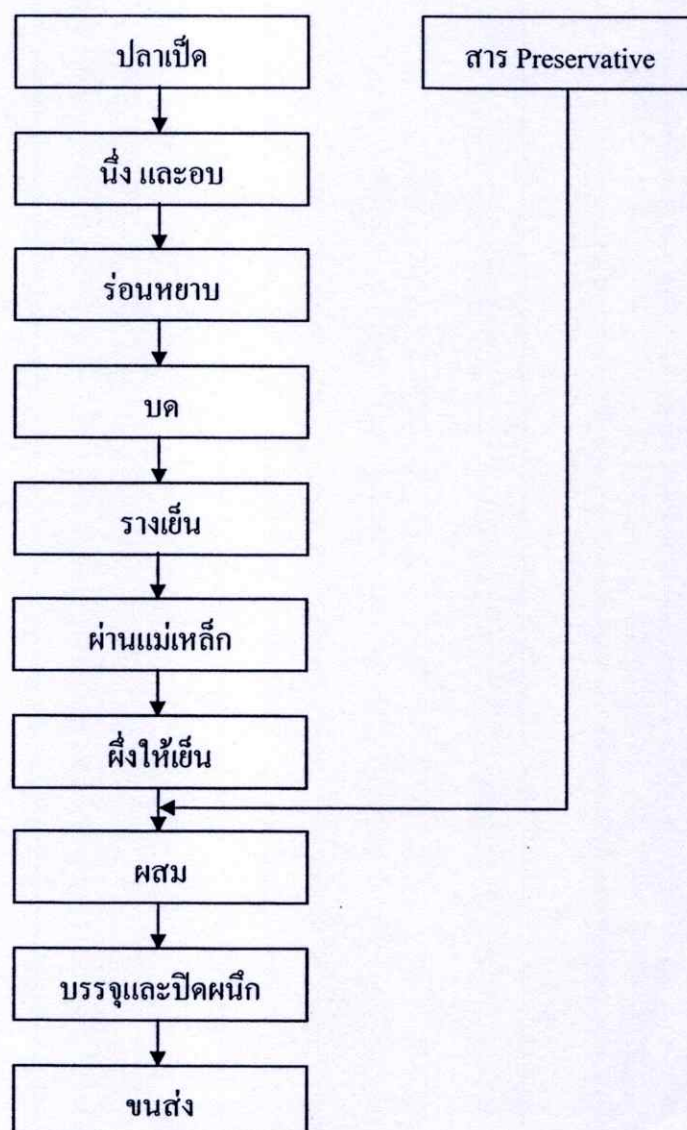 ปลาเป็ด
สาร Preservative
นึ่ง และอบ
ร่อนหยาบ
บด
รางเย็น
ผ่านแม่เหล็ก
ผึ่งให้เย็น
ผสม
บรรจุและปิดผนึก
ขนส่ง